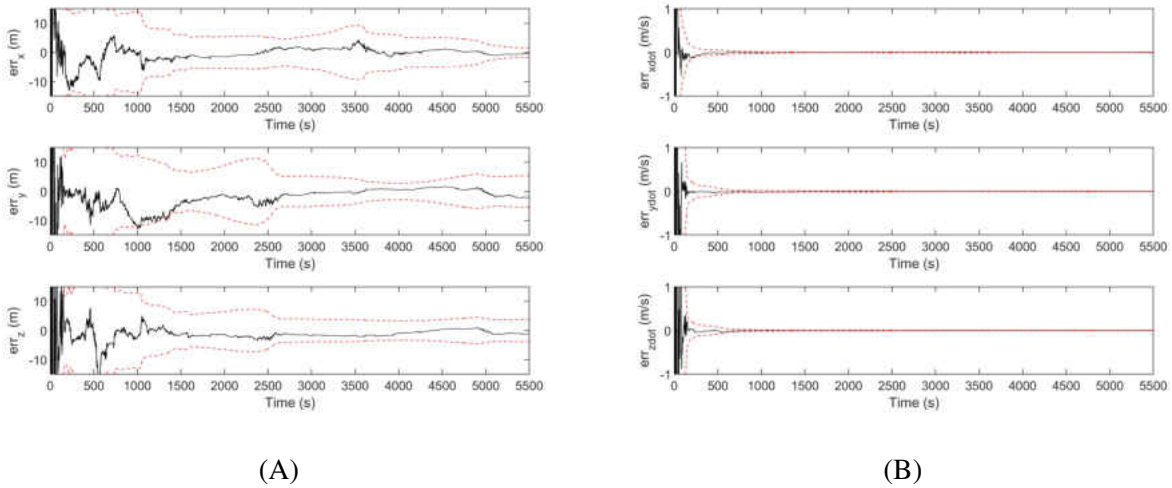 err_x (m)
10
0
-10
0 500 1000 1500 2000 2500 3000 3500 4000 4500 5000 5500
Time (s)
err_y (m)
10
0
-10
0 500 1000 1500 2000 2500 3000 3500 4000 4500 5000 5500
Time (s)
err_z (m)
10
0
-10
0 500 1000 1500 2000 2500 3000 3500 4000 4500 5000 5500
Time (s)
(A)
err_xdot (m/s)
1
0
-1
0 500 1000 1500 2000 2500 3000 3500 4000 4500 5000 5500
Time (s)
err_ydot (m/s)
1
0
-1
0 500 1000 1500 2000 2500 3000 3500 4000 4500 5000 5500
Time (s)
err_zdot (m/s)
1
0
-1
0 500 1000 1500 2000 2500 3000 3500 4000 4500 5000 5500
Time (s)
(B)